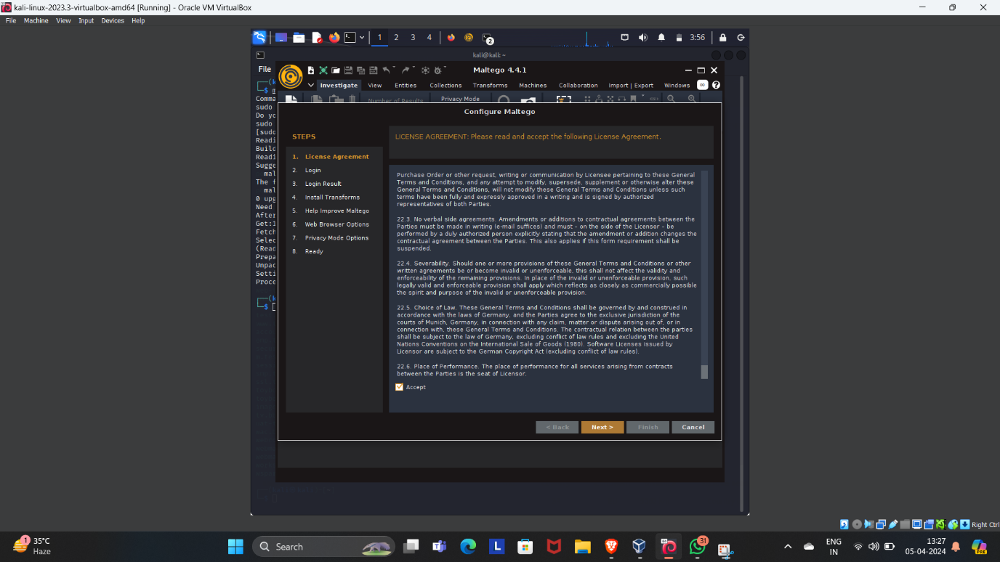 kali-linux-2023.3-virtualbox-amd64 [Running] - Oracle VM VirtualBox
File Machine View Input Devices Help
1 2 3 4 2 3:56
kali@kali: ~
File
Maltego 4.4.1
Investigate View Entities Collections Transforms Machines Collaboration Import | Export Windows
Number of Results Privacy Mode
Configure Maltego
STEPS
1. License Agreement
2. Login
3. Login Result
4. Install Transforms
5. Help Improve Maltego
6. Web Browser Options
7. Privacy Mode Options
8. Ready
LICENSE AGREEMENT: Please read and accept the following License Agreement.
Purchase Order or other request, writing or communication by Licensee pertaining to these General
Terms and Conditions, and any attempt to modify, supersede, supplement or otherwise alter these
General Terms and Conditions, will not modify these General Terms and Conditions unless such
terms have been fully and expressly approved in a writing and is signed by authorized
representatives of both Parties.
22.3. No verbal side agreements. Amendments or additions to contractual agreements between the
Parties must be made in writing (e-mail suffices) and must – on the side of the Licensor – be
performed by a duly authorized person explicitly stating that the amendment or addition changes the
contractual agreement between the Parties. This also applies if this form requirement shall be
suspended.
22.4. Severability. Should one or more provisions of these General Terms and Conditions or other
written agreements be or become invalid or unenforceable, this shall not affect the validity and
enforceability of the remaining provisions. In place of the invalid or unenforceable provision, such
legally valid and enforceable provision shall apply which reflects as closely as commercially possible
the spirit and purpose of the invalid or unenforceable provision.
22.5. Choice of Law. These General Terms and Conditions shall be governed by and construed in
accordance with the laws of Germany, and the Parties agree to the exclusive jurisdiction of the
courts of Munich, Germany, in connection with any claim, matter or dispute arising out of, or in
connection with, these General Terms and Conditions. The contractual relation between the parties
shall be subject to the law of Germany, excluding conflict of law rules and excluding the United
Nations Conventions on the International Sale of Goods (1980). Software Licenses issued by
Licensor are subject to the German Copyright Act (excluding conflict of law rules).
22.6. Place of Performance. The place of performance for all services arising from contracts
between the Parties is the seat of Licensor.
Accept
< Back Next > Finish Cancel
Comma
sudo
Do yo
sudo
[sudo
Readi
Build
Readi
Sugge
mal
The f
mal
0 upg
Need
After
Get:1
Fetch
Selec
(Read
Prepa
Unpac
Setti
Proce
$
Right Ctrl
1
35°C
Haze
Search
L
31
ENG
IN
13:27
05-04-2024
PRE